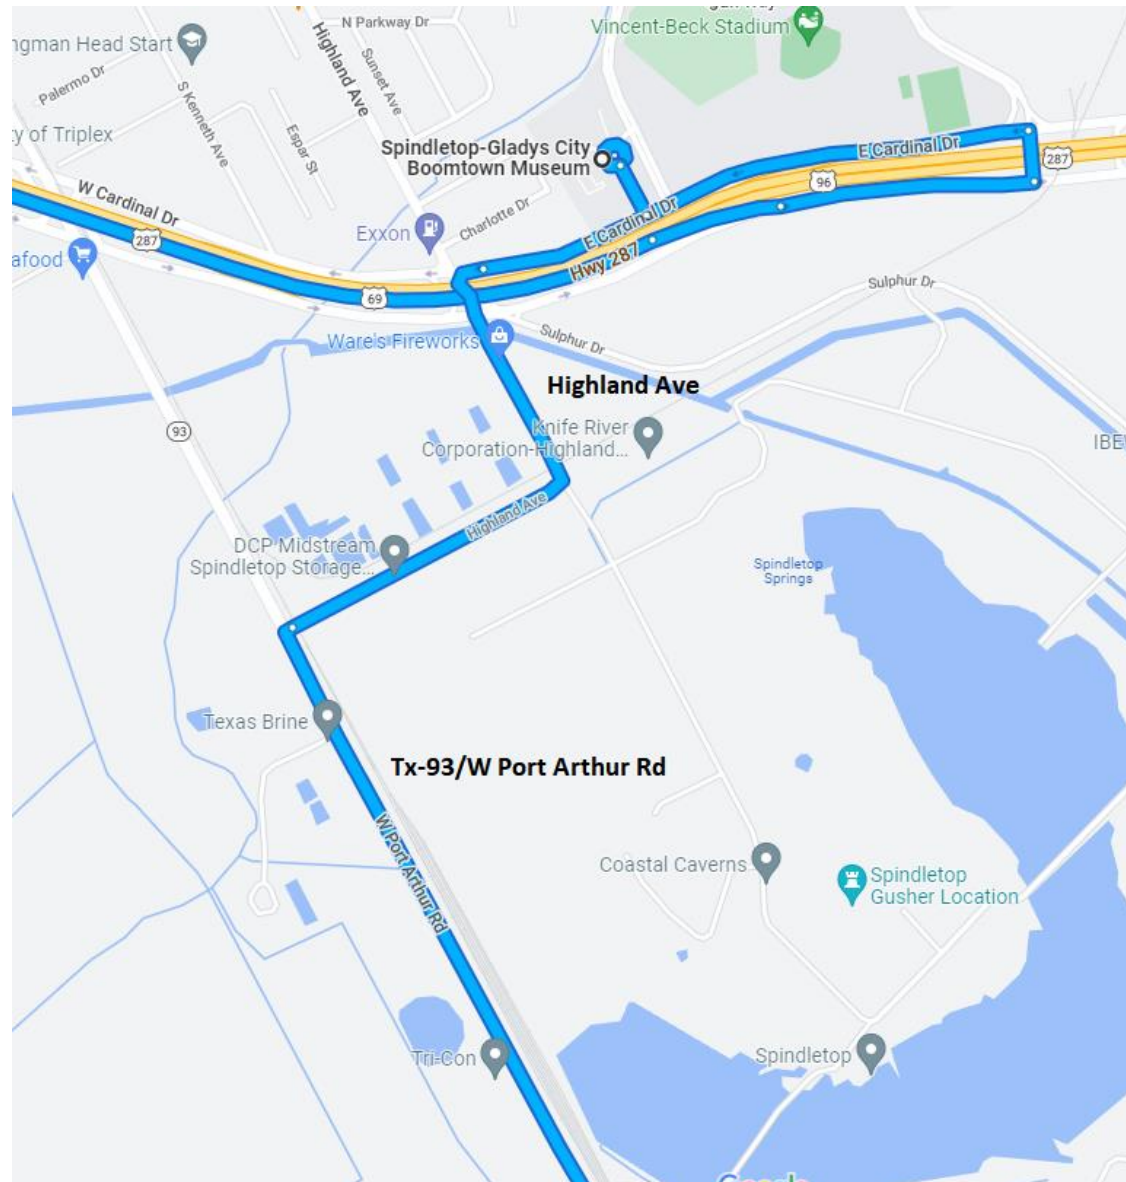 N Parkway Dr
Vincent-Beck Stadium
ngman Head Start
Highland Ave
Sunset Ave
Palermo Dr
S Kenneth Ave
Espar St
ty of Triplex
Spindletop-Gladys City
Boomtown Museum
E Cardinal Dr
287
96
W Cardinal Dr
Charlotte Dr
Exxon
E Cardinal Dr
287
afood
Hwy 287
69
Sulphur Dr
Ware's Fireworks
Sulphur Dr
Highland Ave
93
Knife River
Corporation-Highland...
IBE
Highland Ave
DCP Midstream
Spindletop Storage...
Spindletop
Springs
Texas Brine
Tx-93/W Port Arthur Rd
W Port Arthur Rd
Coastal Caverns
Spindletop
Gusher Location
Tri-Con
Spindletop
Google